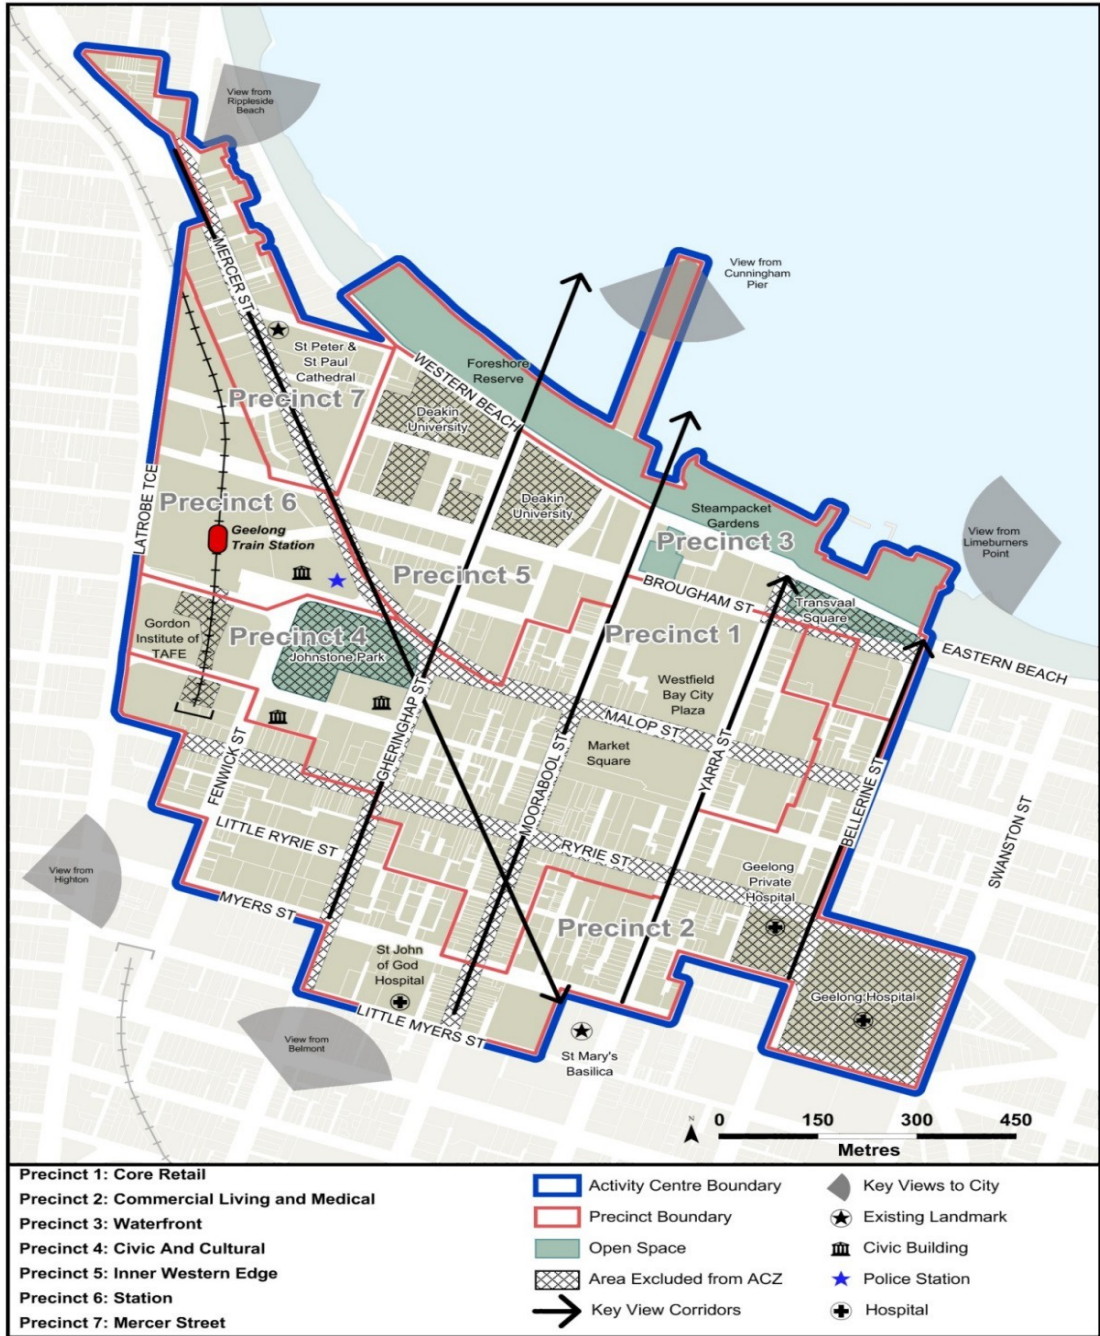 View from
Rippleside
Beach
MERCER ST
View from
Cunningham
Pier
St Peter &
St Paul
Cathedral
WESTERN BEACH
Foreshore
Reserve
Precinct 7
Deakin
University
LATROBE TCE
Precinct 6
Geelong
Train Station
Deakin
University
Steampacket
Gardens
Precinct 3
View from
Limeburners
Point
Precinct 5
BROUGHAM ST
Transvaal
Square
Gordon
Institute of
TAFE
Precinct 4
Johnstone Park
Precinct 1
EASTERN BEACH
Westfield
Bay City
Plaza
MALOP ST
GHERINGHAP ST
FENWICK ST
MOORABOOL ST
Market
Square
YARRA ST
BELLERINE ST
SWANSTON ST
LITTLE RYRIE ST
RYRIE ST
View from
Highton
MYERS ST
Geelong
Private
Hospital
Precinct 2
St John
of God
Hospital
Geelong Hospital
LITTLE MYERS ST
View from
Belmont
St Mary's
Basilica
N
0 150 300 450
Metres
Precinct 1: Core Retail
Precinct 2: Commercial Living and Medical
Precinct 3: Waterfront
Precinct 4: Civic And Cultural
Precinct 5: Inner Western Edge
Precinct 6: Station
Precinct 7: Mercer Street
Activity Centre Boundary
Precinct Boundary
Open Space
Area Excluded from ACZ
Key View Corridors
Key Views to City
Existing Landmark
Civic Building
Police Station
Hospital